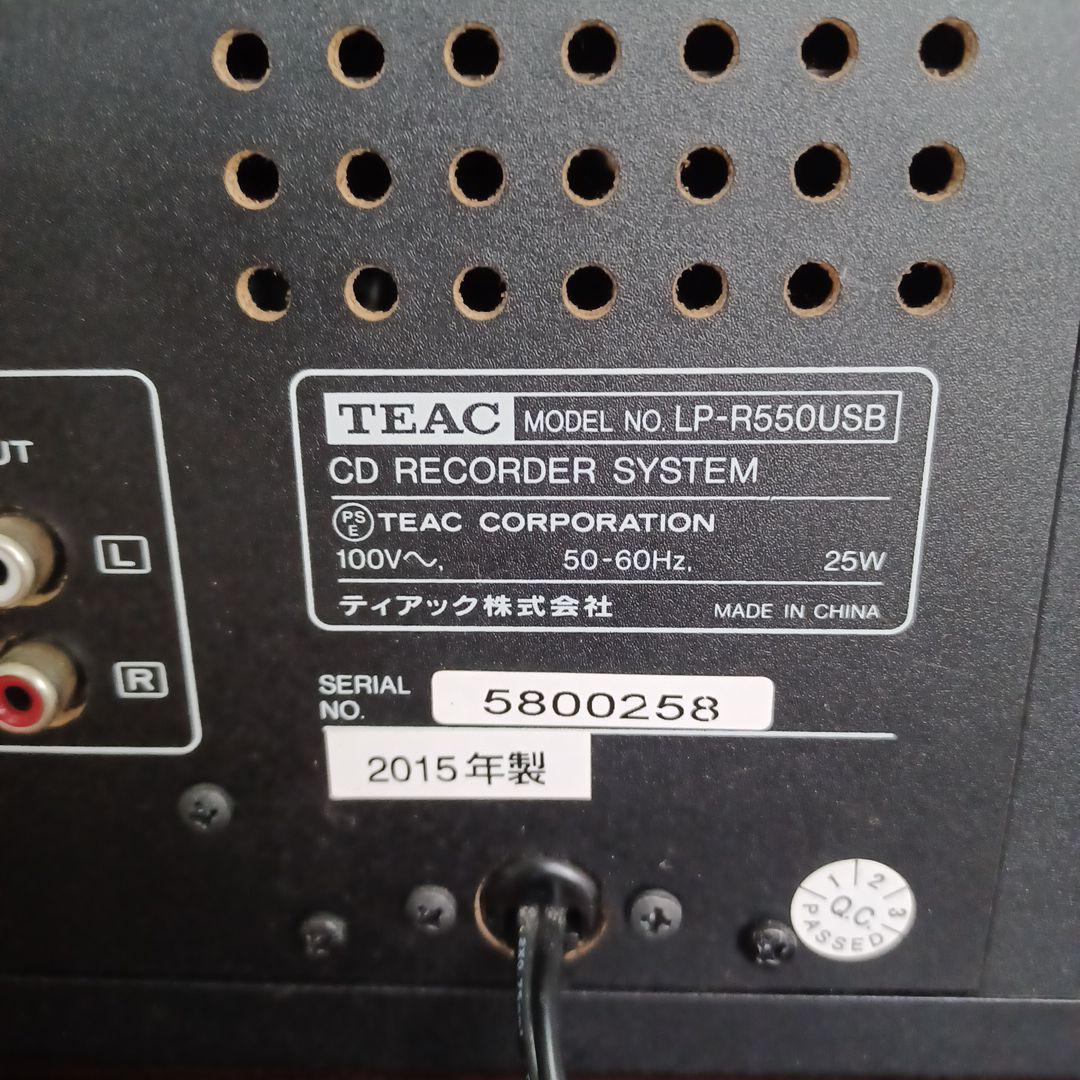 TEAC MODEL NO. LP-R550USB
CD RECORDER SYSTEM
PSE TEAC CORPORATION
100V～, 50-60Hz, 25W
ティアック株式会社 MADE IN CHINA
UT
L
R
SERIAL NO. 5800258
2015年製
1 2 3
Q.C.
PASSED